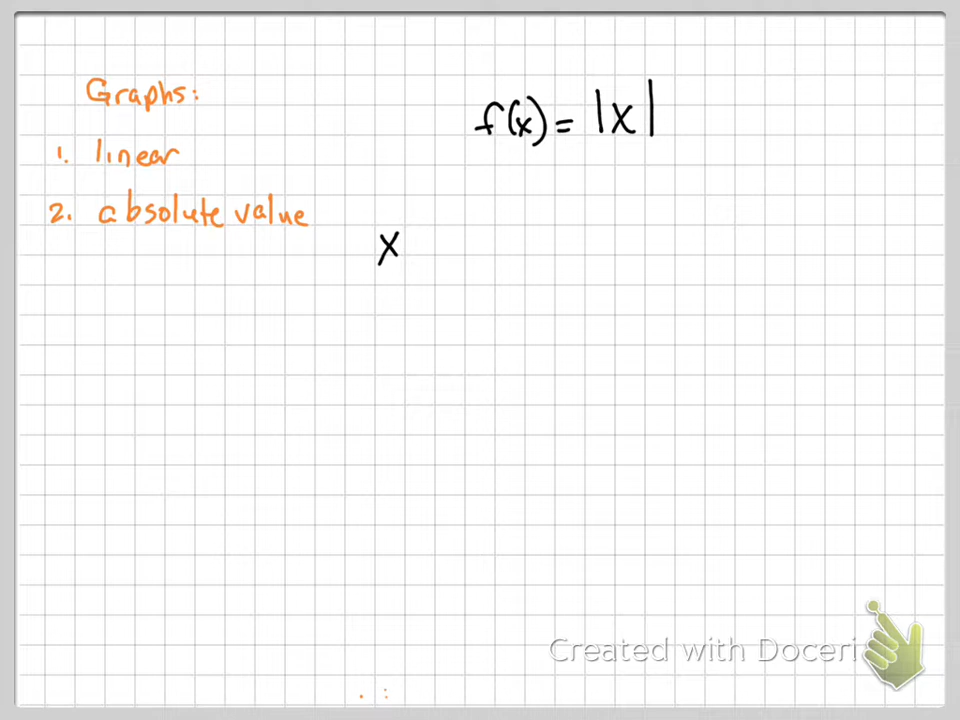 Graphs:
1. linear
2. absolute value
f(x) = |x|
x
Created with Doceri